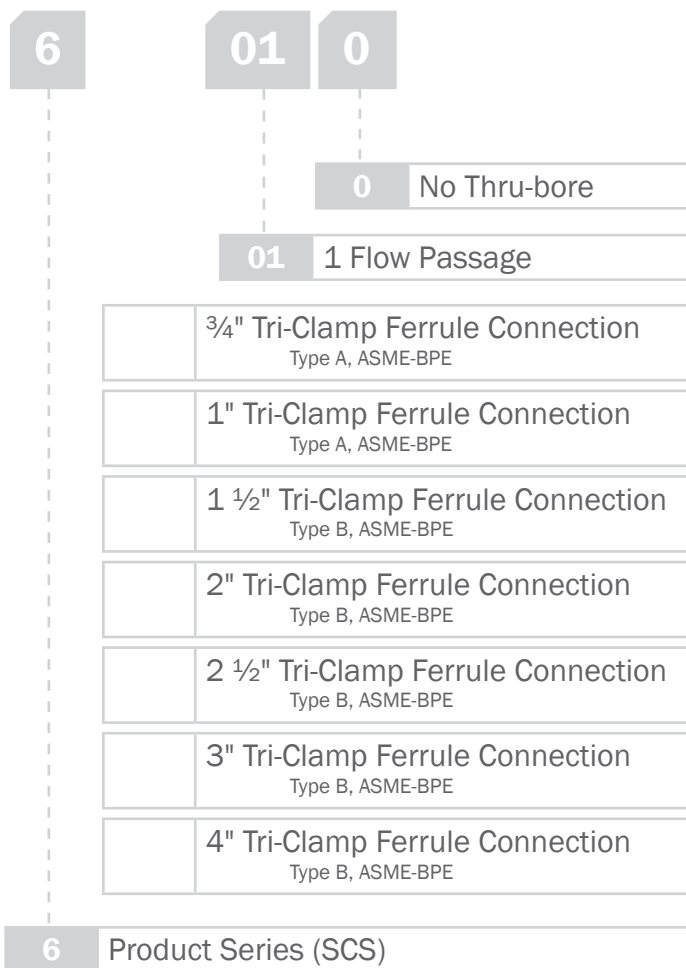 6 01 0
0 No Thru-bore
01 1 Flow Passage
¾" Tri-Clamp Ferrule Connection
Type A, ASME-BPE
1" Tri-Clamp Ferrule Connection
Type A, ASME-BPE
1 ½" Tri-Clamp Ferrule Connection
Type B, ASME-BPE
2" Tri-Clamp Ferrule Connection
Type B, ASME-BPE
2 ½" Tri-Clamp Ferrule Connection
Type B, ASME-BPE
3" Tri-Clamp Ferrule Connection
Type B, ASME-BPE
4" Tri-Clamp Ferrule Connection
Type B, ASME-BPE
6 Product Series (SCS)